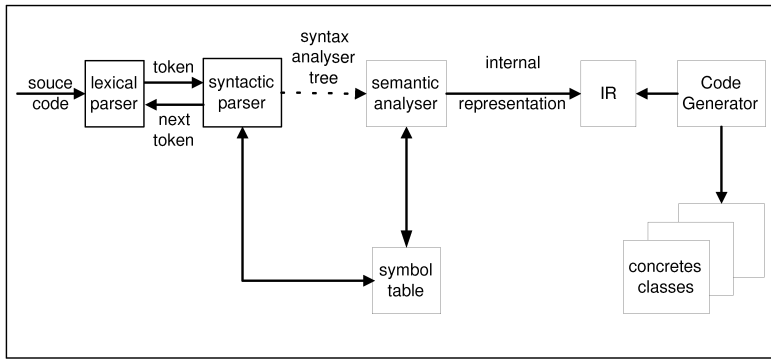 souce
code
lexical
parser
token
next
token
syntactic
parser
syntax
analyser
tree
semantic
analyser
internal
representation
IR
Code
Generator
symbol
table
concretes
classes